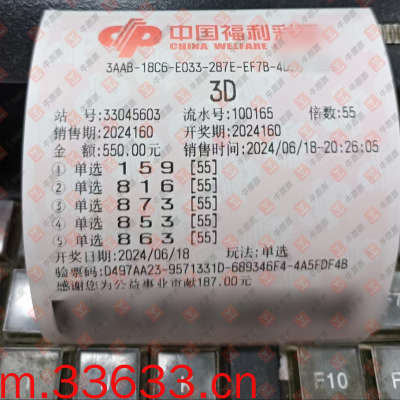 中国福利彩
CHINA WELFARE L
3AAB-18C6-E033-287E-EF7B-4
3D
站 号:33045603 流水号:100165 倍数:55
销售期:2024160 开奖期:2024160
金 额:550.00元 销售时间:2024/06/18-20:26:05
① 单选 1 5 9 [55]
② 单选 8 1 6 [55]
③ 单选 8 7 3 [55]
④ 单选 8 5 3 [55]
⑤ 单选 8 6 3 [55]
开奖日期:2024/06/18 玩法:单选
验票码:D497AA23-9571331D-689346F4-4A5FDF4B
感谢您为公益事业贡献187.00元
m.33633.cn
F10
F7